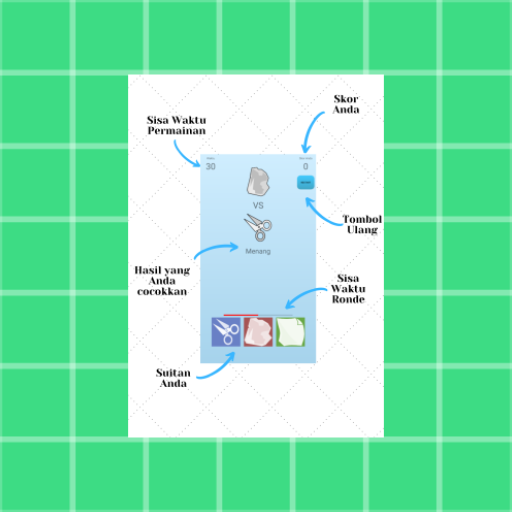 Skor
Anda
Sisa Waktu
Permainan
30
0
VS
Tombol
Ulang
Menang
Hasil yang
Anda
cocokkan
Sisa
Waktu
Ronde
Suitan
Anda